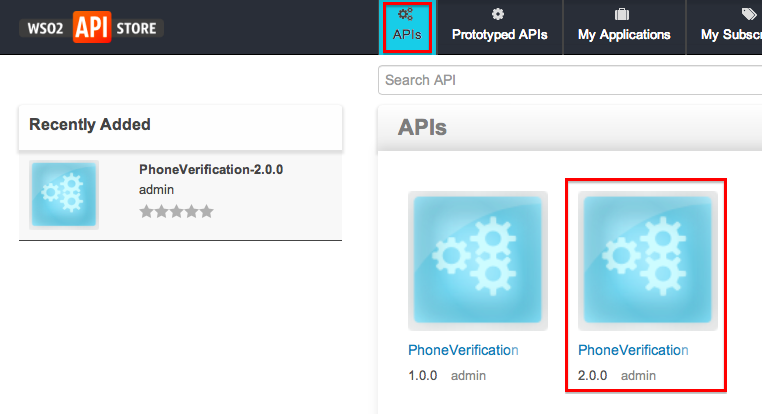 WSO2 API STORE
APIs
Prototyped APIs
My Applications
My Subscr
Search API
Recently Added
PhoneVerification-2.0.0
admin
APIs
PhoneVerification
1.0.0 admin
PhoneVerification
2.0.0 admin